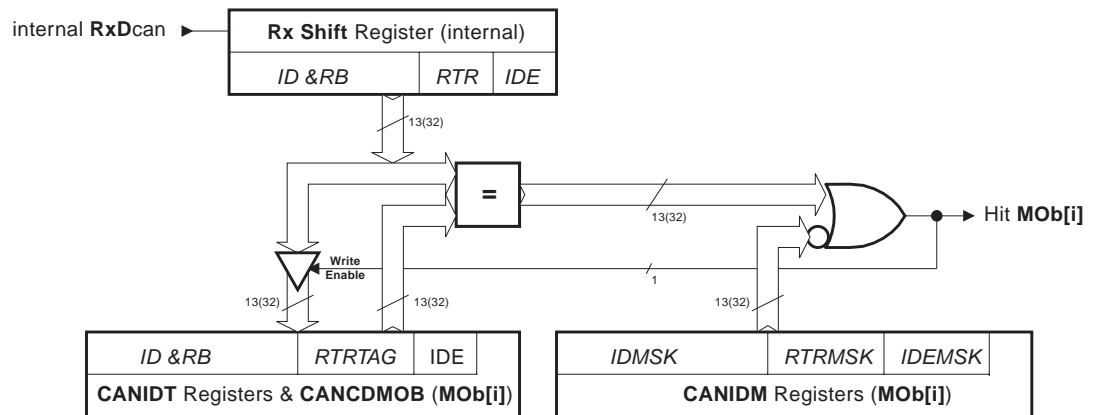 internal RxDcan
Rx Shift Register (internal)
ID &RB RTR IDE
13(32)
=
13(32)
Hit MOb[i]
Write
Enable
1
13(32) 13(32) 13(32)
ID &RB RTRTAG IDE
CANIDT Registers & CANCDMOB (MOb[i])
IDMSK RTRMSK IDEMSK
CANIDM Registers (MOb[i])